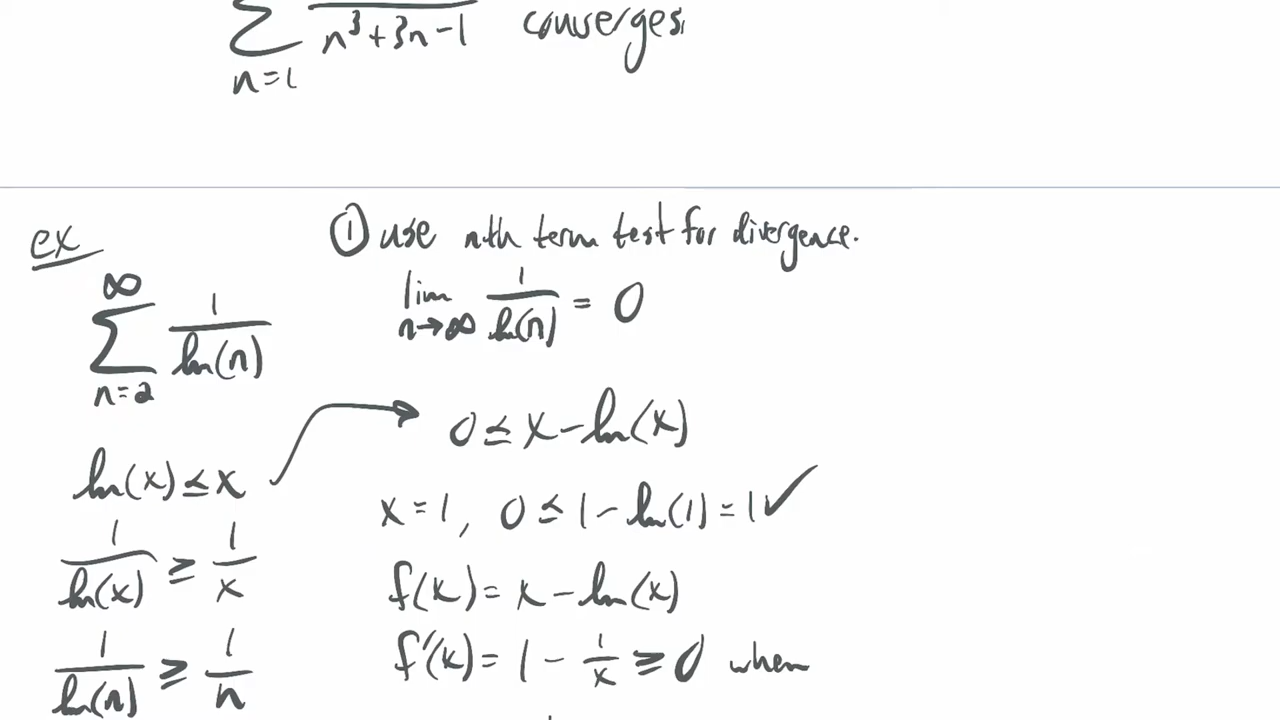 ∑ n=1 / n³+3n-1 converges
ex
① use nth term test for divergence.
∞ ∑ n=2 1/ln(n)
lim n→∞ 1/ln(n) = 0
ln(x) ≤ x
1/ln(x) ≥ 1/x
1/ln(n) ≥ 1/n
0 ≤ x - ln(x)
x = 1, 0 ≤ 1 - ln(1) = 1 ✓
f(x) = x - ln(x)
f'(x) = 1 - 1/x ≥ 0 when